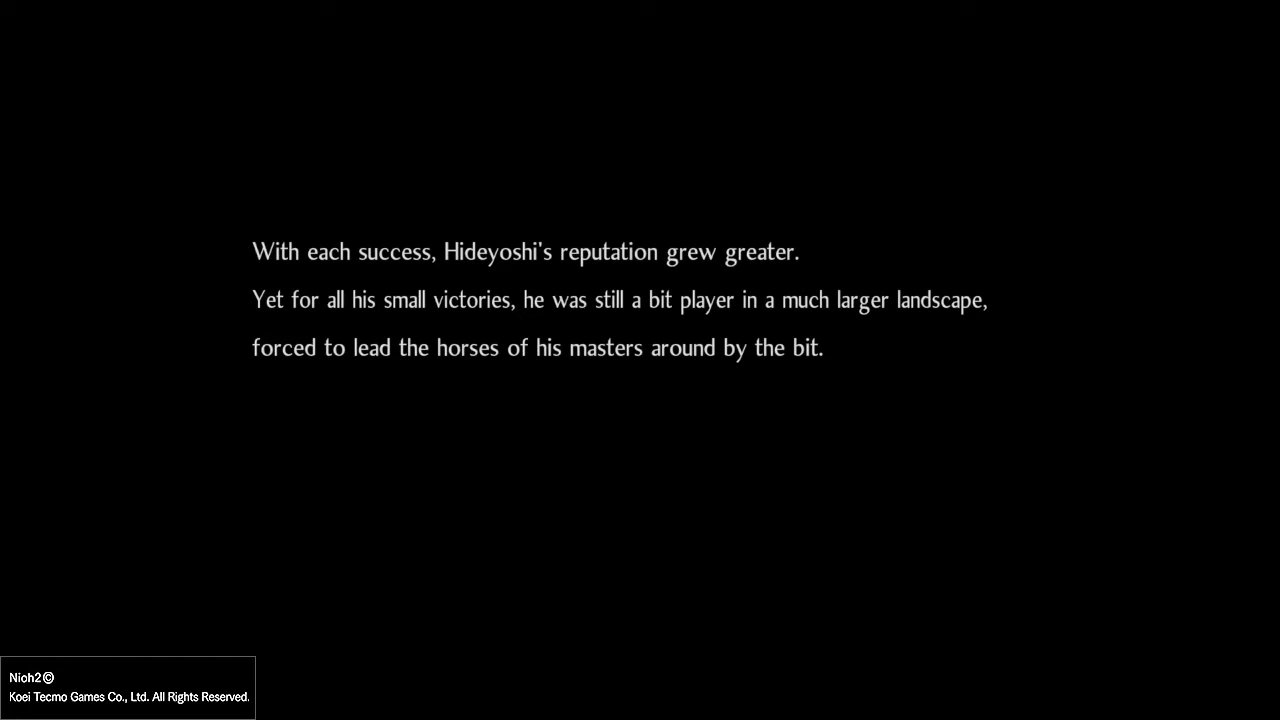 With each success, Hideyoshi's reputation grew greater.
Yet for all his small victories, he was still a bit player in a much larger landscape,
forced to lead the horses of his masters around by the bit.
Nioh2©
Koei Tecmo Games Co., Ltd. All Rights Reserved.